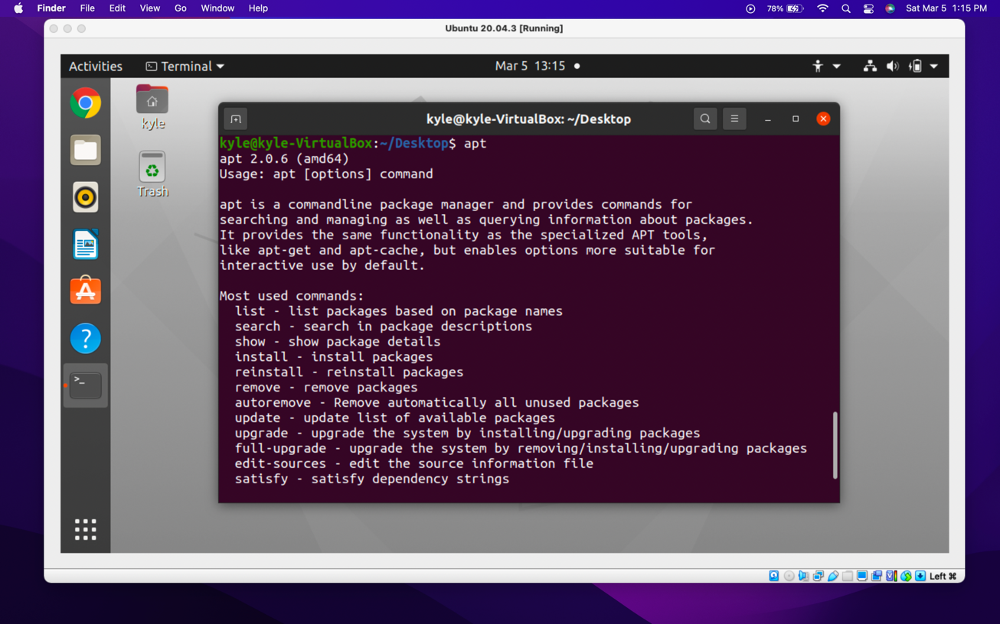 Finder File Edit View Go Window Help 78% Sat Mar 5 1:15 PM
Ubuntu 20.04.3 [Running]
Activities Terminal Mar 5 13:15
kyle
Trash
kyle@kyle-VirtualBox: ~/Desktop
kyle@kyle-VirtualBox:~/Desktop$ apt
apt 2.0.6 (amd64)
Usage: apt [options] command
apt is a commandline package manager and provides commands for
searching and managing as well as querying information about packages.
It provides the same functionality as the specialized APT tools,
like apt-get and apt-cache, but enables options more suitable for
interactive use by default.
Most used commands:
list - list packages based on package names
search - search in package descriptions
show - show package details
install - install packages
reinstall - reinstall packages
remove - remove packages
autoremove - Remove automatically all unused packages
update - update list of available packages
upgrade - upgrade the system by installing/upgrading packages
full-upgrade - upgrade the system by removing/installing/upgrading packages
edit-sources - edit the source information file
satisfy - satisfy dependency strings
Left ⌘